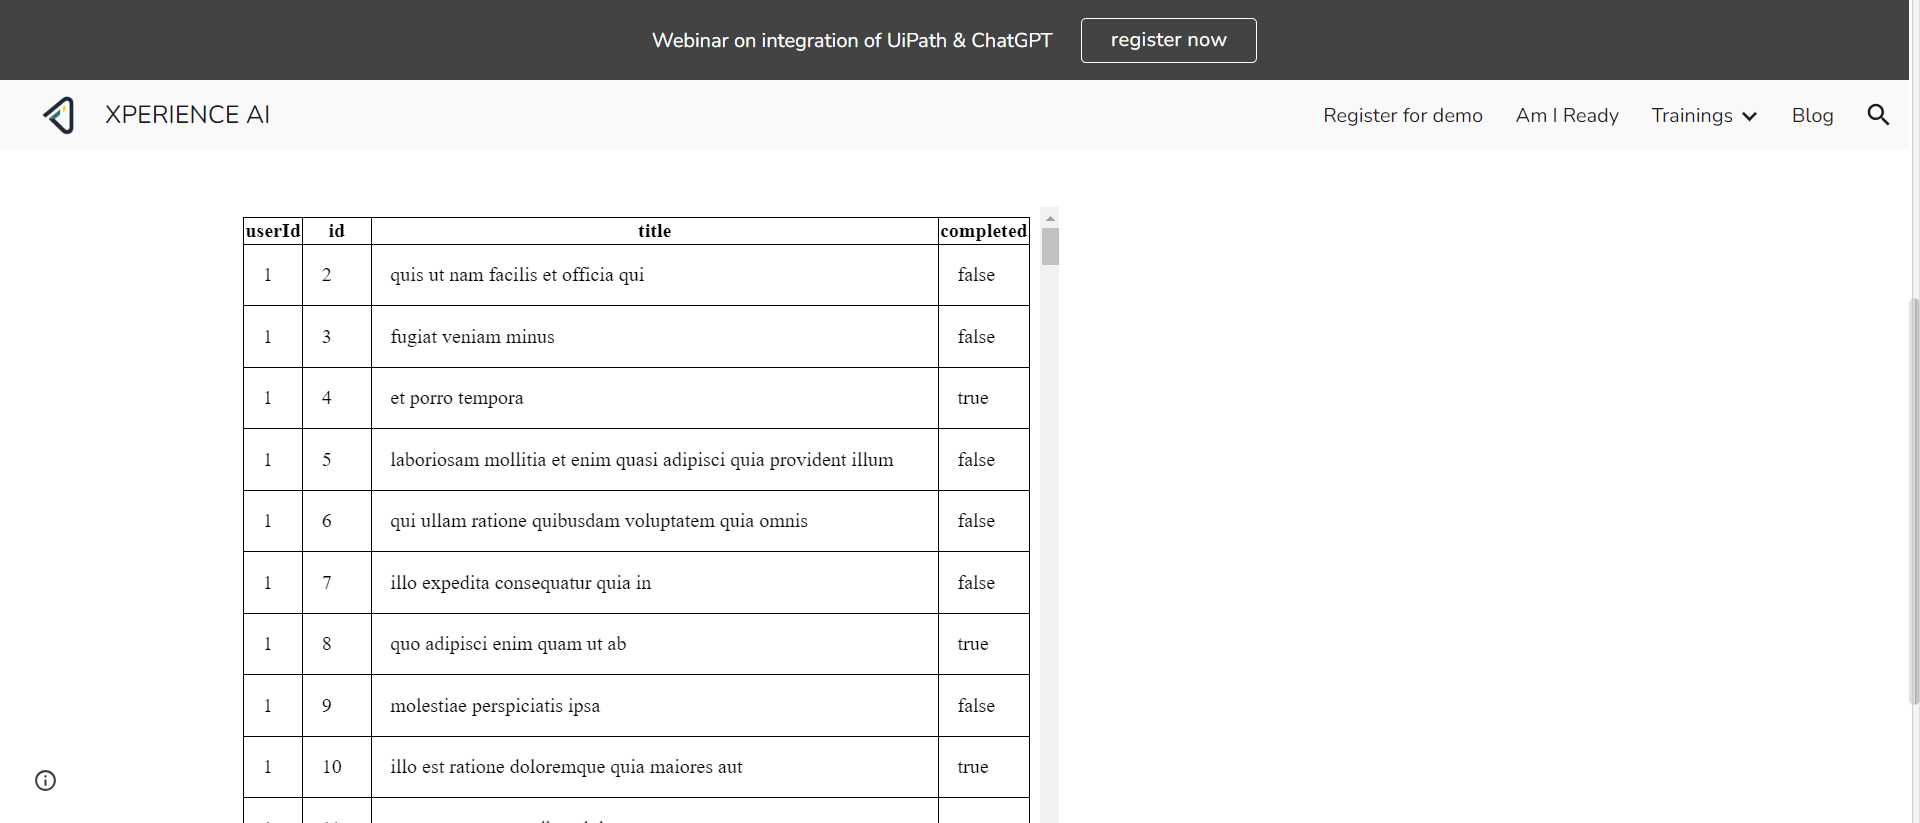 Webinar on integration of UiPath & ChatGPT register now
XPERIENCE AI Register for demo Am I Ready Trainings Blog
userId id title completed
1 2 quis ut nam facilis et officia qui false
1 3 fugiat veniam minus false
1 4 et porro tempora true
1 5 laboriosam mollitia et enim quasi adipisci quia provident illum false
1 6 qui ullam ratione quibusdam voluptatem quia omnis false
1 7 illo expedita consequatur quia in false
1 8 quo adipisci enim quam ut ab true
1 9 molestiae perspiciatis ipsa false
1 10 illo est ratione doloremque quia maiores aut true